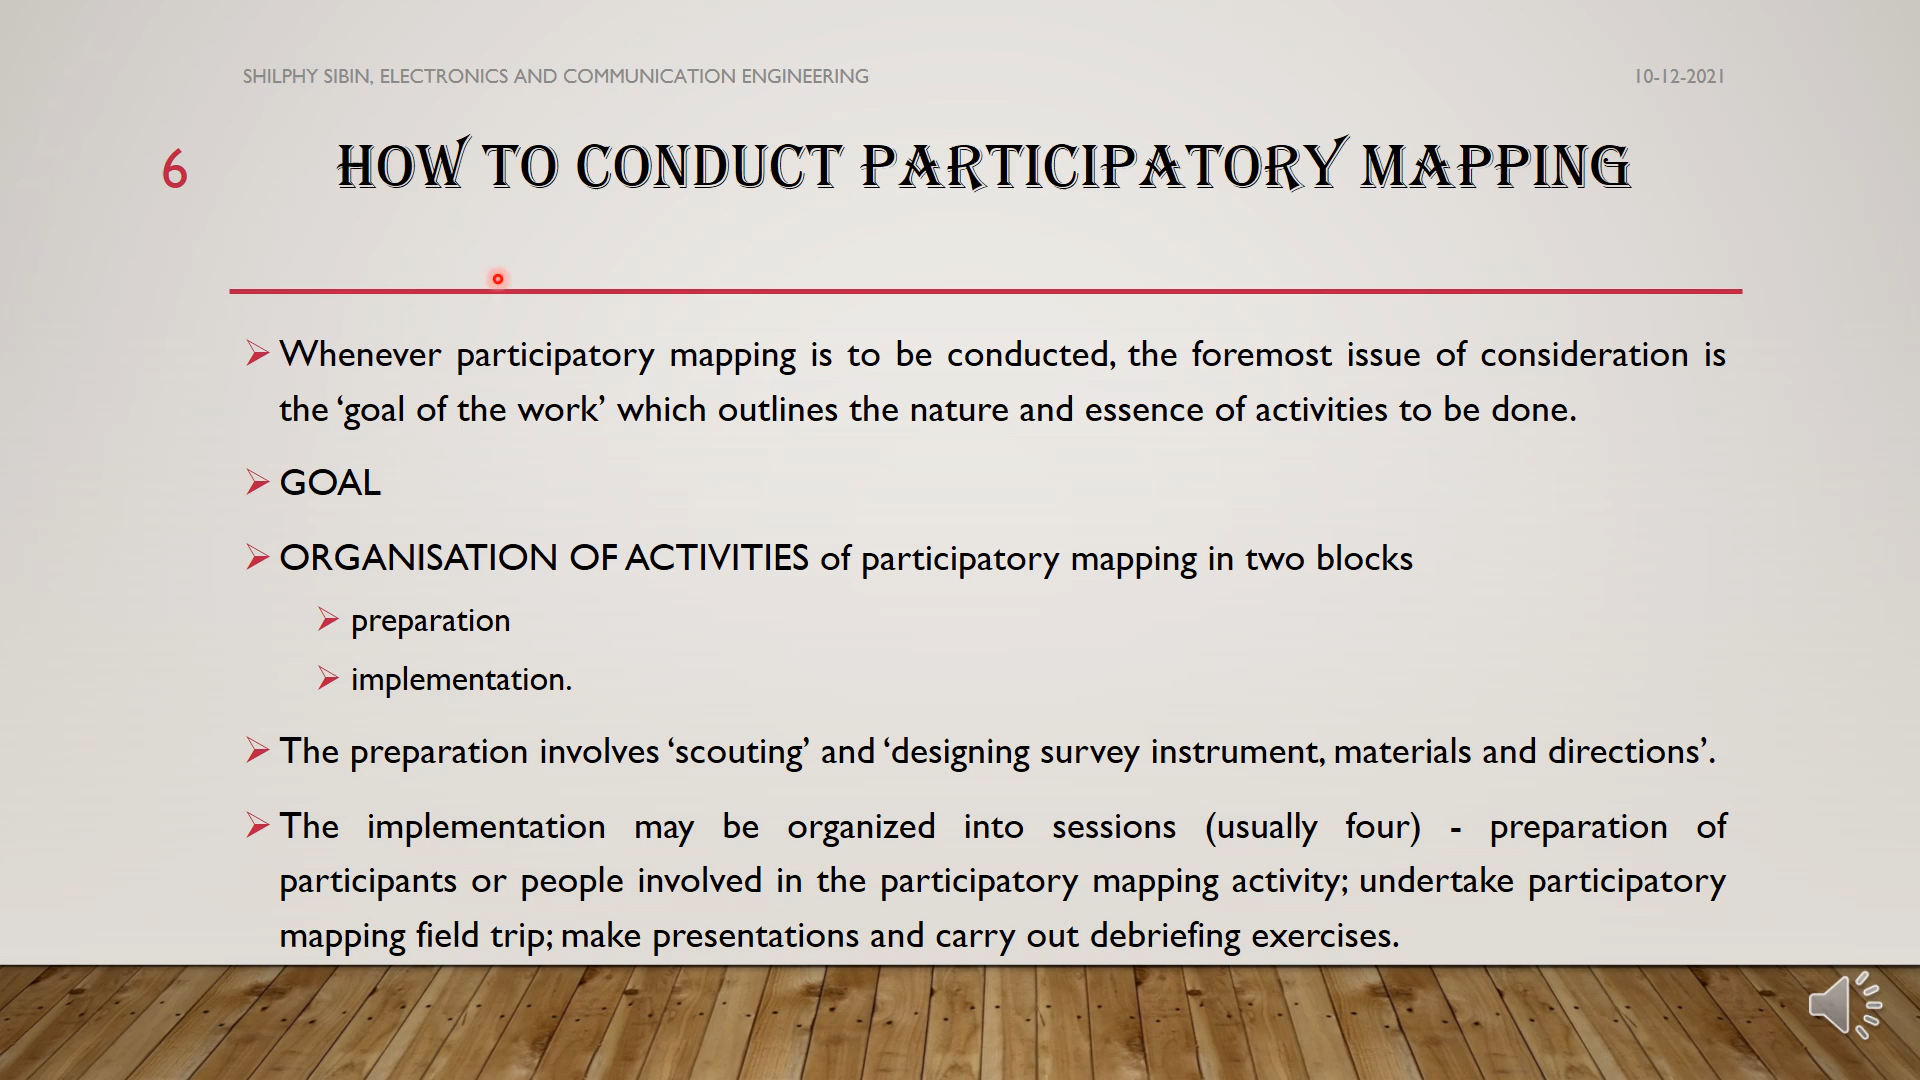 SHILPHY SIBIN, ELECTRONICS AND COMMUNICATION ENGINEERING
10-12-2021
6
HOW TO CONDUCT PARTICIPATORY MAPPING
Whenever participatory mapping is to be conducted, the foremost issue of consideration is
the ‘goal of the work’ which outlines the nature and essence of activities to be done.
GOAL
ORGANISATION OF ACTIVITIES of participatory mapping in two blocks
preparation
implementation.
The preparation involves ‘scouting’ and ‘designing survey instrument, materials and directions’.
The implementation may be organized into sessions (usually four) - preparation of
participants or people involved in the participatory mapping activity; undertake participatory
mapping field trip; make presentations and carry out debriefing exercises.